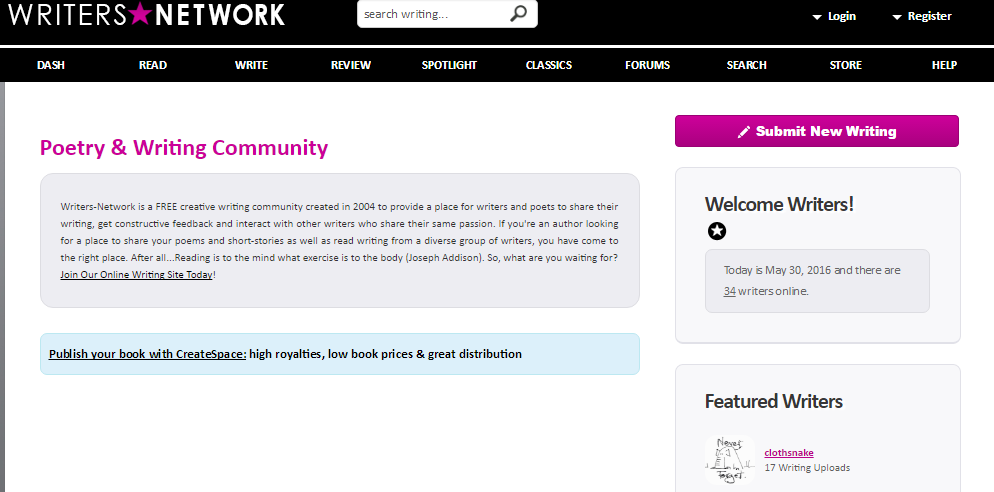 WRITERS★NETWORK
search writing...
Login
Register
DASH READ WRITE REVIEW SPOTLIGHT CLASSICS FORUMS SEARCH STORE HELP
Poetry & Writing Community
Writers-Network is a FREE creative writing community created in 2004 to provide a place for writers and poets to share their
writing, get constructive feedback and interact with other writers who share their same passion. If you're an author looking
for a place to share your poems and short-stories as well as read writing from a diverse group of writers, you have come to
the right place. After all...Reading is to the mind what exercise is to the body (Joseph Addison). So, what are you waiting for?
Join Our Online Writing Site Today!
Publish your book with CreateSpace: high royalties, low book prices & great distribution
Submit New Writing
Welcome Writers!
Today is May 30, 2016 and there are
34 writers online.
Featured Writers
Never
Forget
clothsnake
17 Writing Uploads